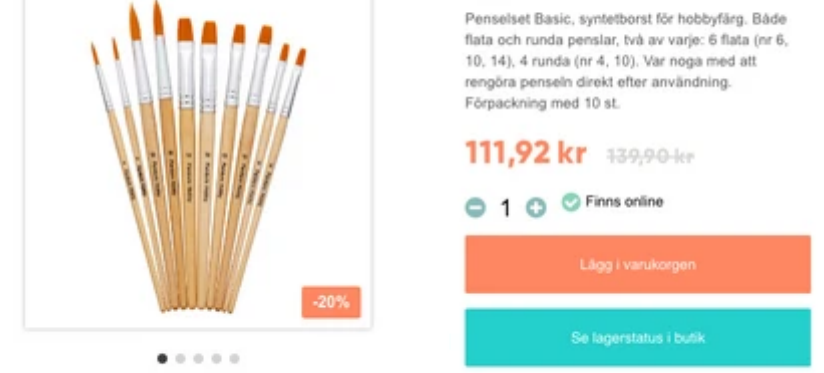 Penselset Basic, syntetborst för hobbyfärg. Både
flata och runda penslar, två av varje: 6 flata (nr 6,
10, 14), 4 runda (nr 4, 10). Var noga med att
rengöra penseln direkt efter användning.
Förpackning med 10 st.
111,92 kr 139,90 kr
1 Finns online
-20%
Lägg i varukorgen
Se lagerstatus i butik